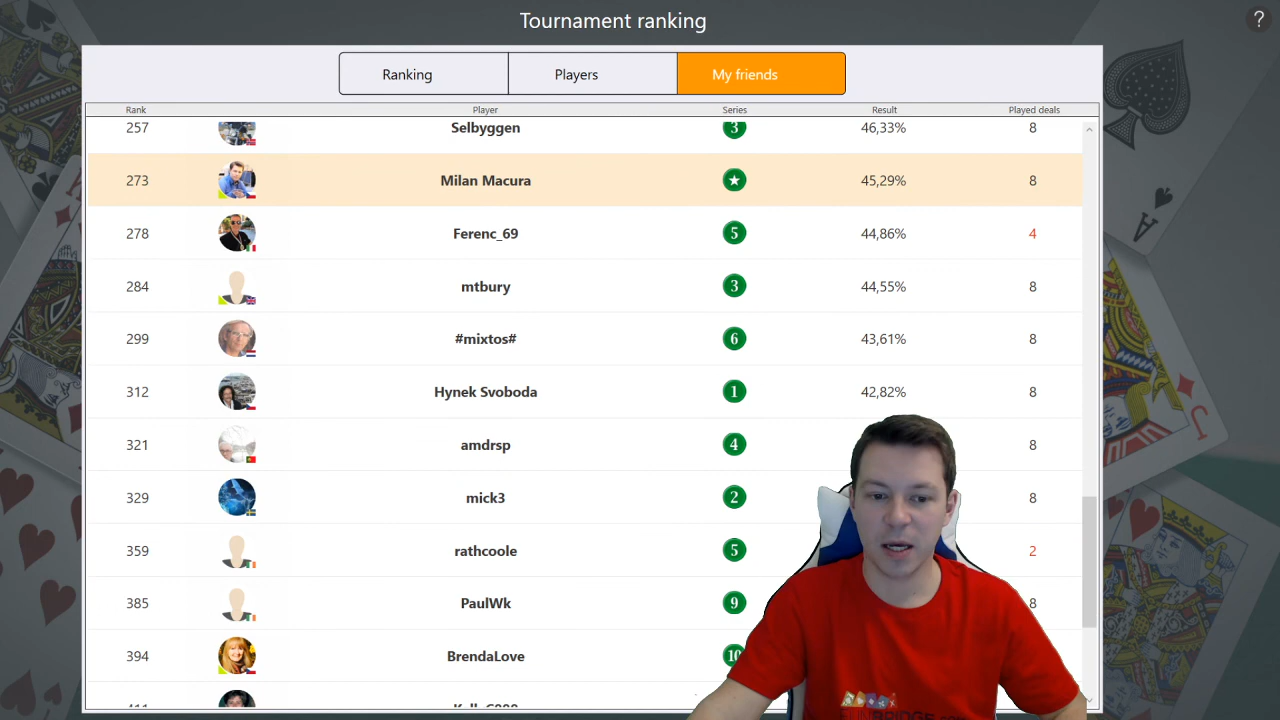 Tournament ranking
?
Ranking Players My friends
Rank Player Series Result Played deals
257 Selbyggen 3 46,33% 8
273 Milan Macura 45,29% 8
278 Ferenc_69 5 44,86% 4
284 mtbury 3 44,55% 8
299 #mixtos# 6 43,61% 8
312 Hynek Svoboda 1 42,82% 8
321 amdrsp 4 8
329 mick3 2 8
359 rathcoole 5 2
385 PaulWk 9 8
394 BrendaLove 10
A
J